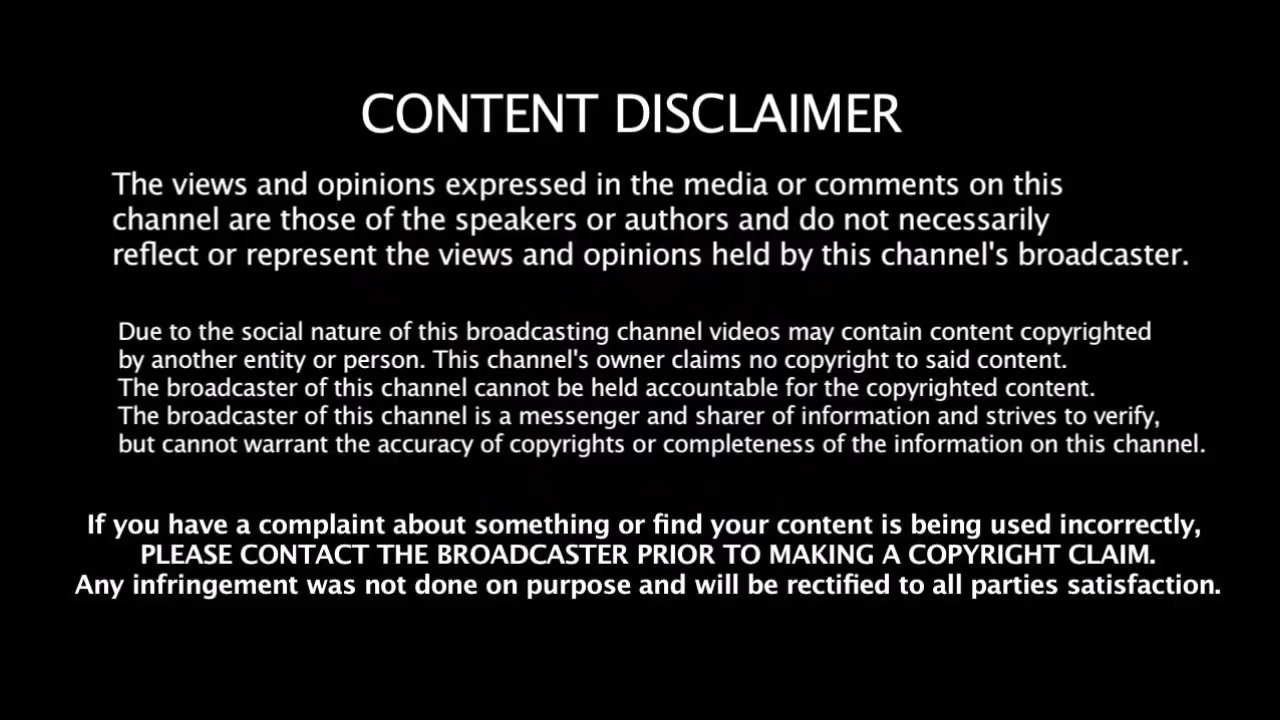 CONTENT DISCLAIMER
The views and opinions expressed in the media or comments on this
channel are those of the speakers or authors and do not necessarily
reflect or represent the views and opinions held by this channel's broadcaster.
Due to the social nature of this broadcasting channel videos may contain content copyrighted
by another entity or person. This channel's owner claims no copyright to said content.
The broadcaster of this channel cannot be held accountable for the copyrighted content.
The broadcaster of this channel is a messenger and sharer of information and strives to verify,
but cannot warrant the accuracy of copyrights or completeness of the information on this channel.
If you have a complaint about something or find your content is being used incorrectly,
PLEASE CONTACT THE BROADCASTER PRIOR TO MAKING A COPYRIGHT CLAIM.
Any infringement was not done on purpose and will be rectified to all parties satisfaction.